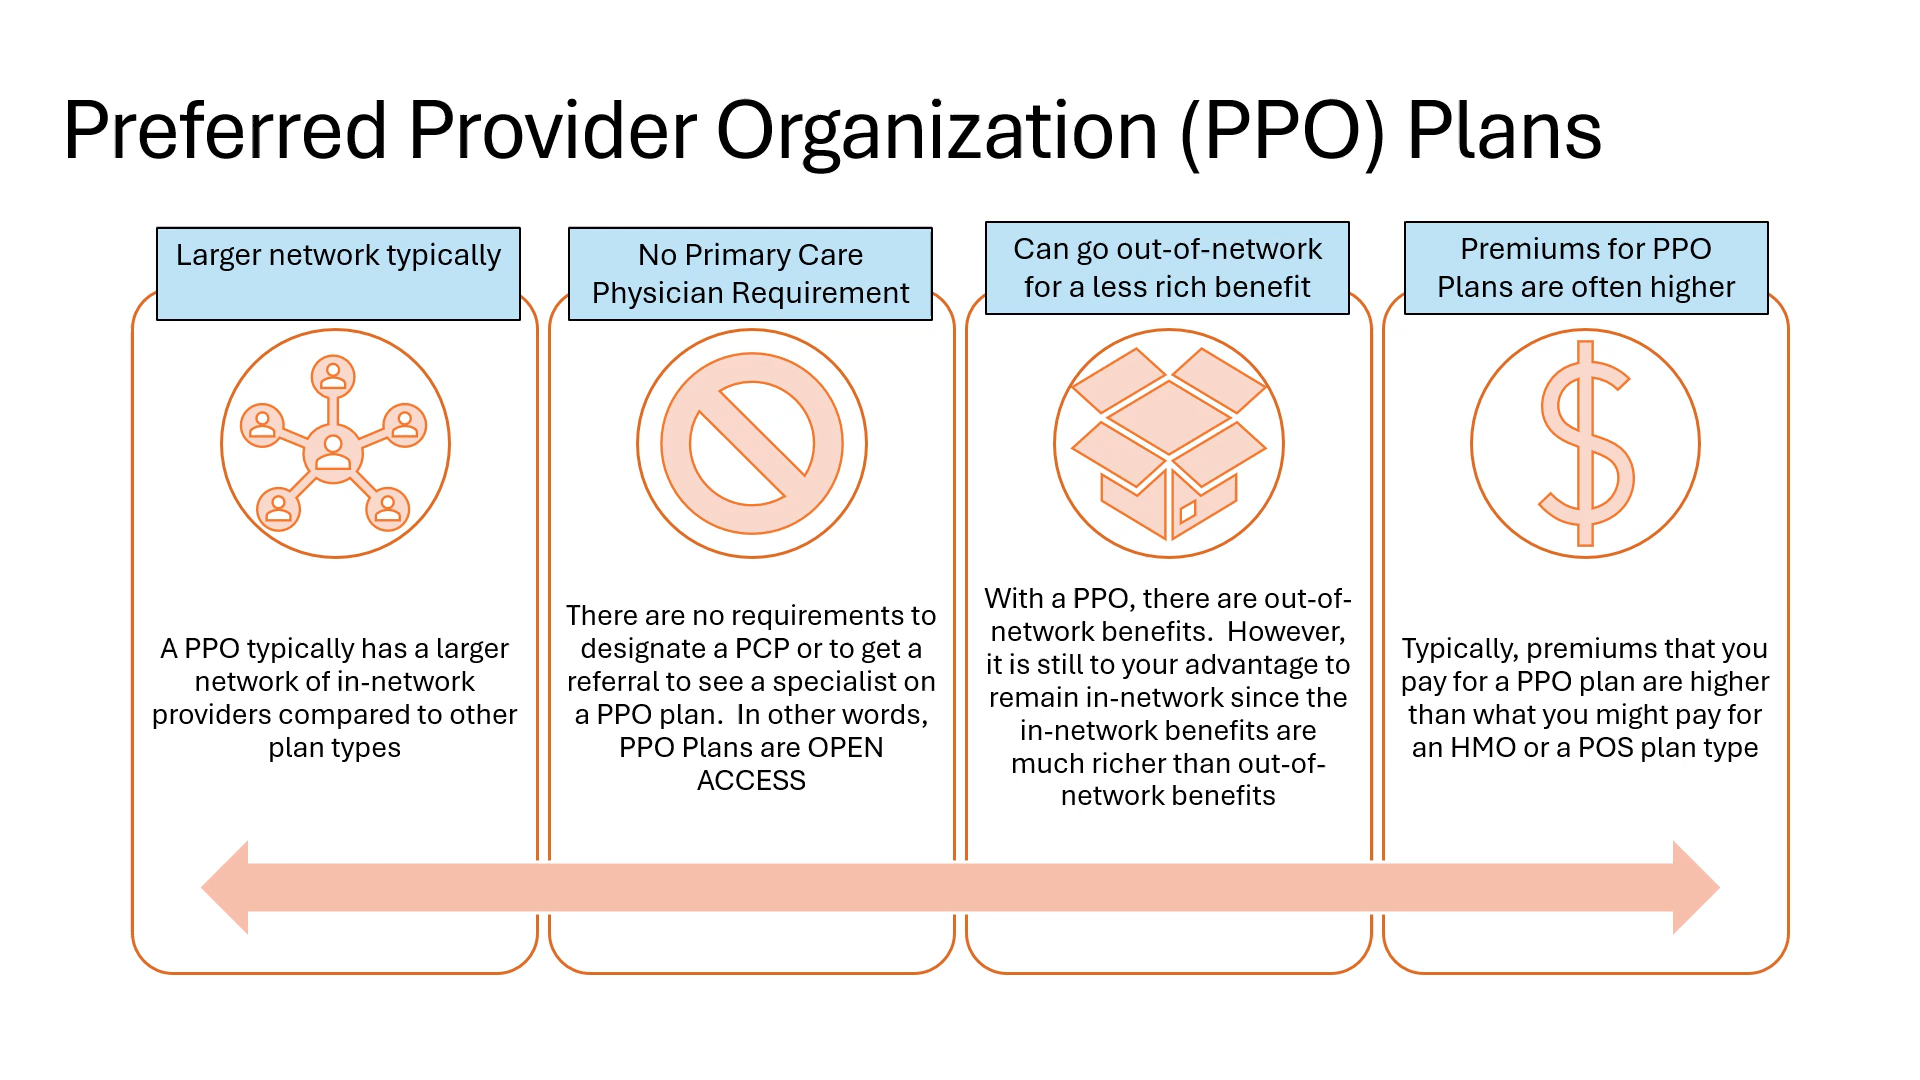 Preferred Provider Organization (PPO) Plans
Larger network typically
No Primary Care
Physician Requirement
Can go out-of-network
for a less rich benefit
Premiums for PPO
Plans are often higher
A PPO typically has a larger
network of in-network
providers compared to other
plan types
There are no requirements to
designate a PCP or to get a
referral to see a specialist on
a PPO plan.  In other words,
PPO Plans are OPEN
ACCESS
With a PPO, there are out-of-
network benefits.  However,
it is still to your advantage to
remain in-network since the
in-network benefits are
much richer than out-of-
network benefits
Typically, premiums that you
pay for a PPO plan are higher
than what you might pay for
an HMO or a POS plan type